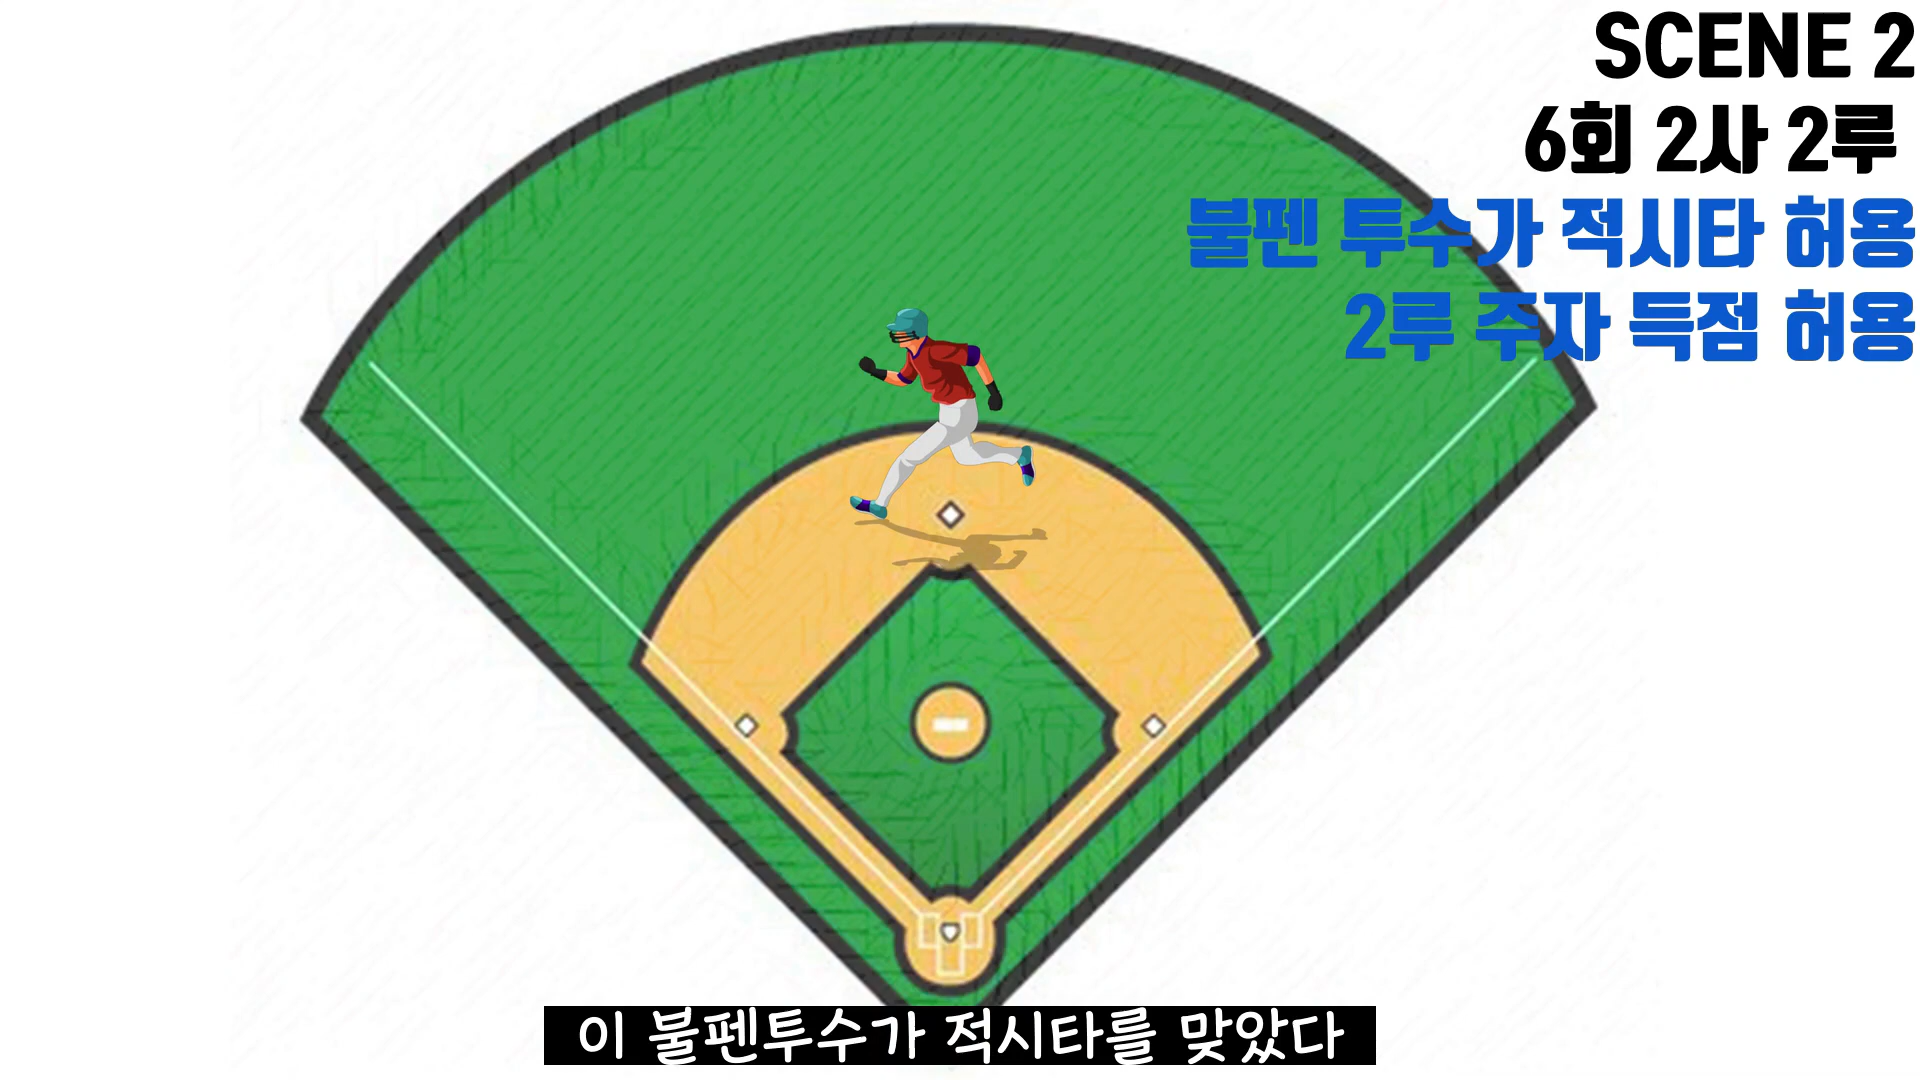 SCENE 2
6회 2사 2루
불펜 투수가 적시타 허용
2루 주자 득점 허용
이 불펜투수가 적시타를 맞았다